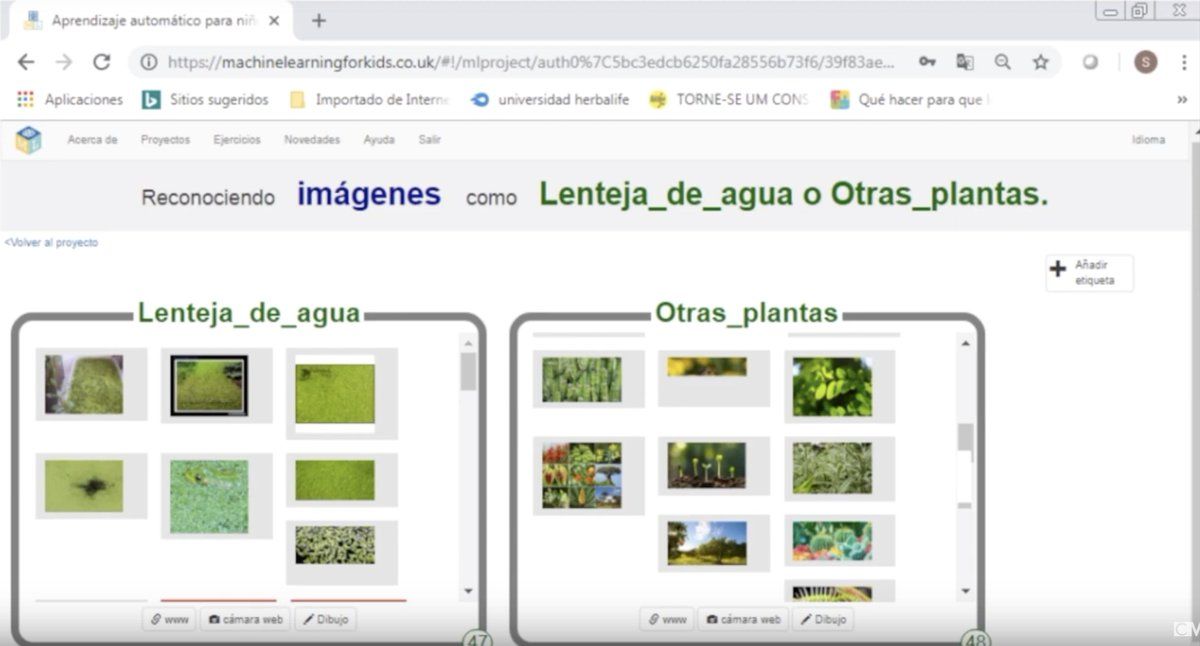 Aprendizaje automático para niñ
https://machinelearningforkids.co.uk/#!/mlproject/auth0%7C5bc3edcb6250fa28556b73f6/39f83ae...
S
Aplicaciones Sitios sugeridos Importado de Interne universidad herbalife TORNE-SE UM CONS Qué hacer para que
Acerca de Proyectos Ejercicios Novedades Ayuda Salir Idioma
Reconociendo imágenes como Lenteja_de_agua o Otras_plantas.
<Volver al proyecto
Añadir
etiqueta
Lenteja_de_agua Otras_plantas
www cámara web Dibujo www cámara web Dibujo
47 48